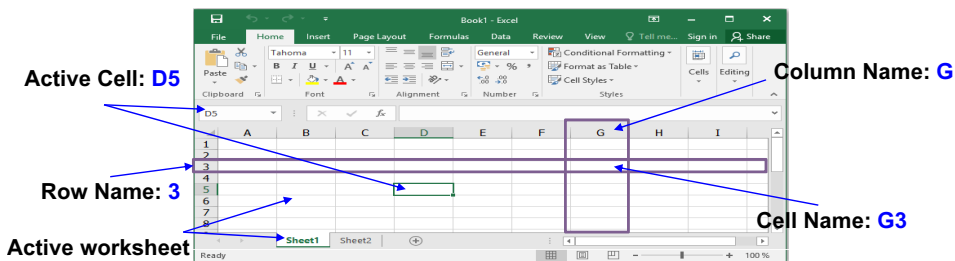 Book1 - Excel
File Home Insert Page Layout Formulas Data Review View Tell me... Sign in Share
Tahoma 11 General Conditional Formatting
Paste B I U A A % Format as Table Cells Editing
Cell Styles
Clipboard Font Alignment Number Styles
Active Cell: D5
Column Name: G
D5 fx
A B C D E F G H I
1
2
3
4
5
6
7
8
Row Name: 3
Cell Name: G3
Active worksheet
Sheet1 Sheet2
Ready 100 %